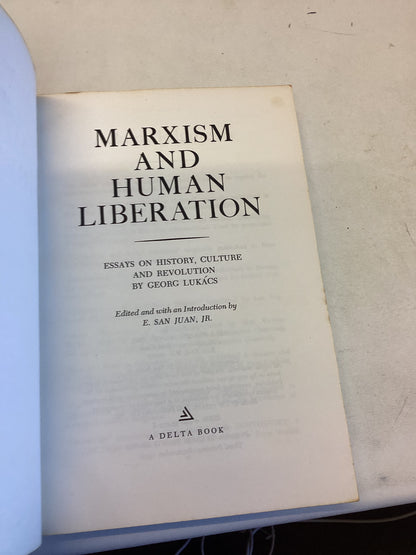 MARXISM
AND
HUMAN
LIBERATION
ESSAYS ON HISTORY, CULTURE
AND REVOLUTION
BY GEORG LUKÁCS
Edited and with an Introduction by
E. SAN JUAN, JR.
A DELTA BOOK